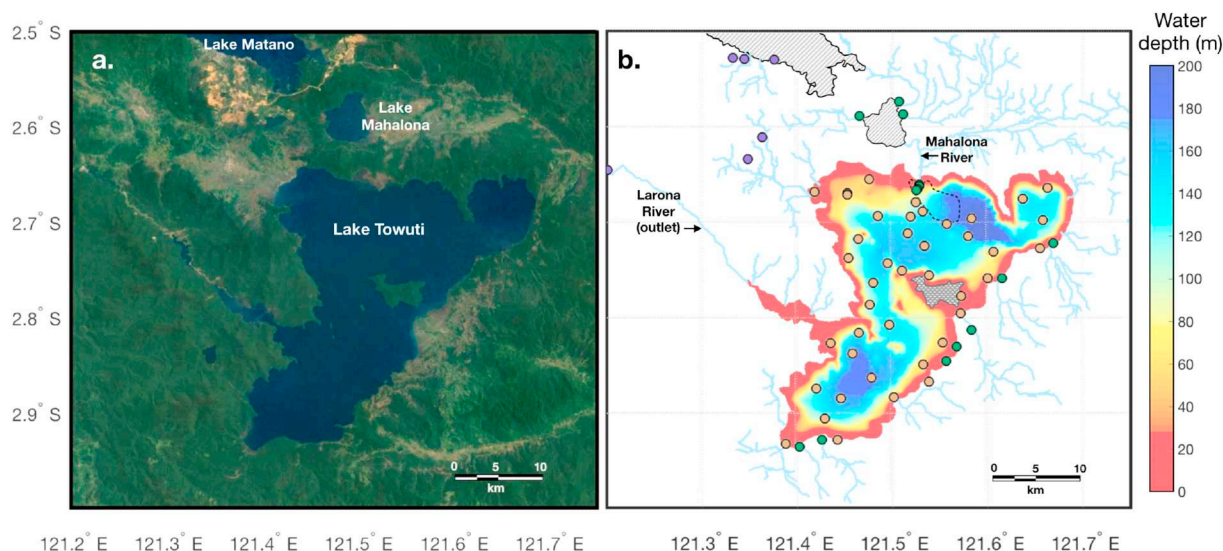 a.
Lake Matano
Lake
Mahalona
Lake Towuti
0 5 10
km
2.5° S
2.6° S
2.7° S
2.8° S
2.9° S
121.2° E
121.3° E
121.4° E
121.5° E
121.6° E
121.7° E
b.
Mahalona
River
Larona
River
(outlet)
0 5 10
km
121.3° E
121.4° E
121.5° E
121.6° E
121.7° E
Water
depth (m)
200
180
160
140
120
100
80
60
40
20
0